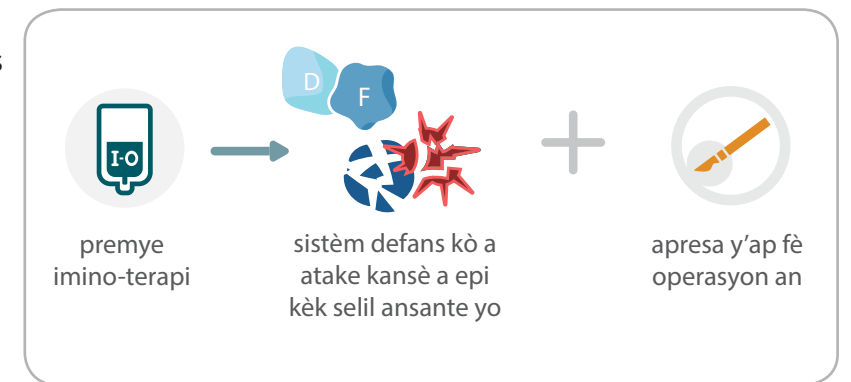 s
D
F
I-O
premye
imino-terapi
sistèm defans kò a
atake kansè a epi
kèk selil ansante yo
apresa y'ap fè
operasyon an